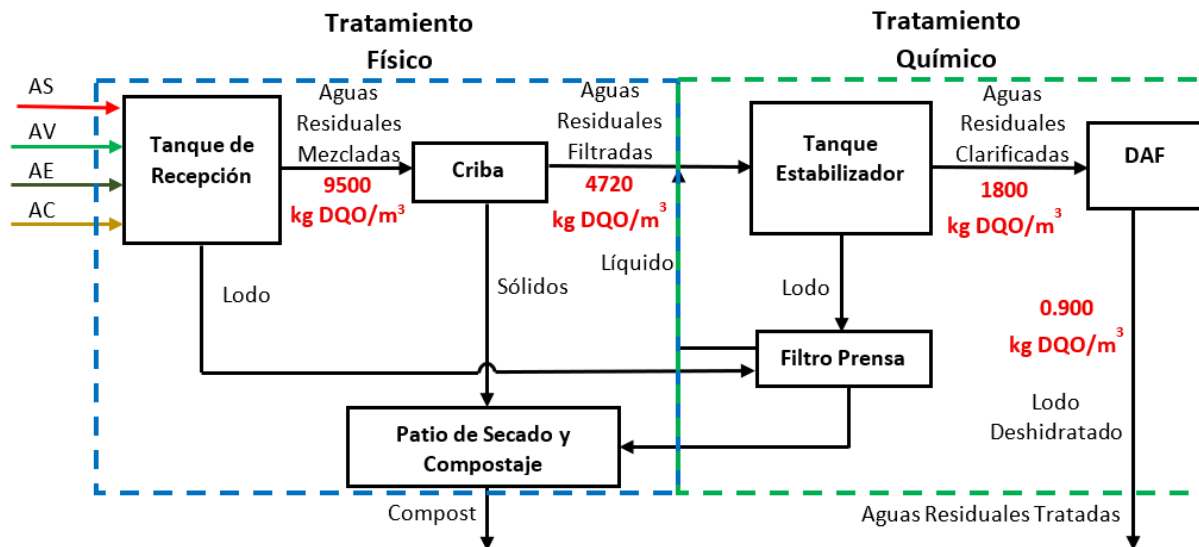 Tratamiento
Físico
Tratamiento
Químico
AS
AV
AE
AC
Tanque de
Recepción
Aguas
Residuales
Mezcladas
9500
kg DQO/m³
Criba
Aguas
Residuales
Filtradas
4720
kg DQO/m³
Tanque
Estabilizador
Aguas
Residuales
Clarificadas
1800
kg DQO/m³
DAF
Lodo
Sólidos
Líquido
Lodo
0.900
kg DQO/m³
Filtro Prensa
Patio de Secado y
Compostaje
Lodo
Deshidratado
Compost
Aguas Residuales Tratadas